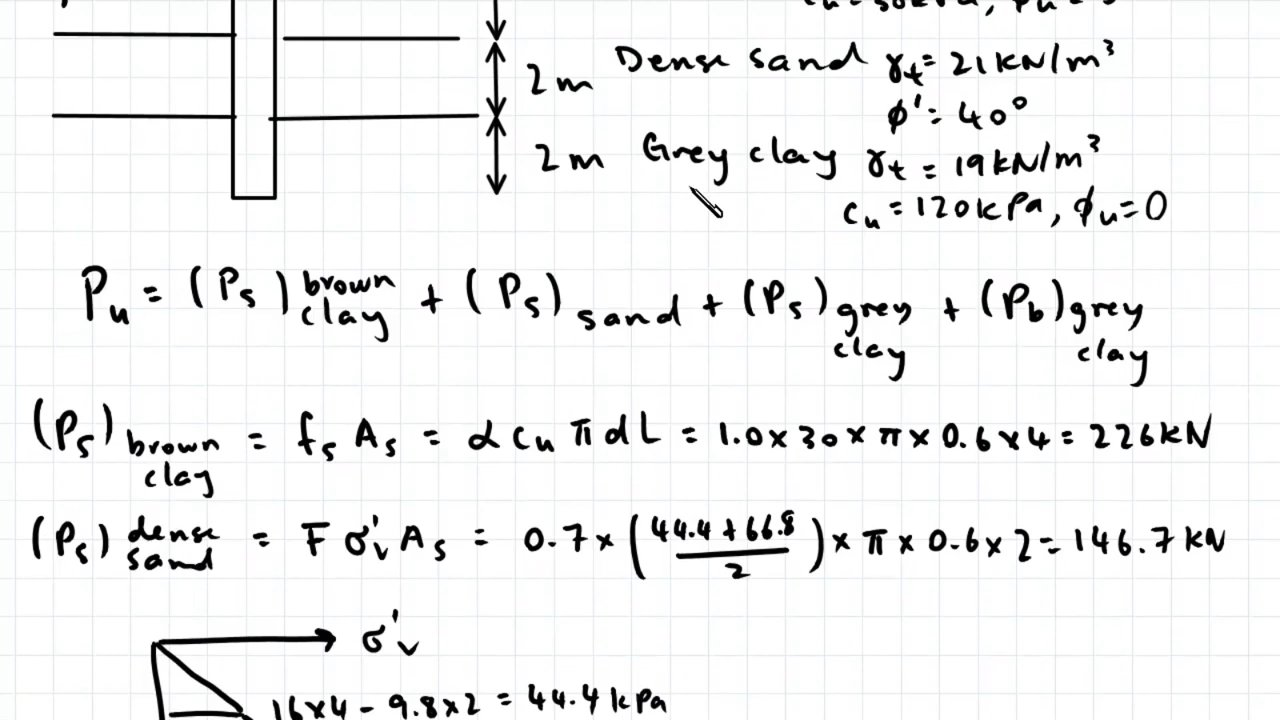 2 m Dense sand γt = 21 kN/m³
φ' = 40°
2 m Grey clay γt = 19 kN/m³
cu = 120 kPa, φu = 0
Pu = (Ps) brown clay + (Ps) sand + (Ps) grey clay + (Pb) grey clay
(Ps) brown clay = fs As = α cu π d L = 1.0 × 30 × π × 0.6 × 4 = 226 kN
(Ps) dense sand = F σ'v As = 0.7 × ((44.4 + 66.8)/2) × π × 0.6 × 2 = 146.7 kN
σ'v
16×4 - 9.8×2 = 44.4 kPa